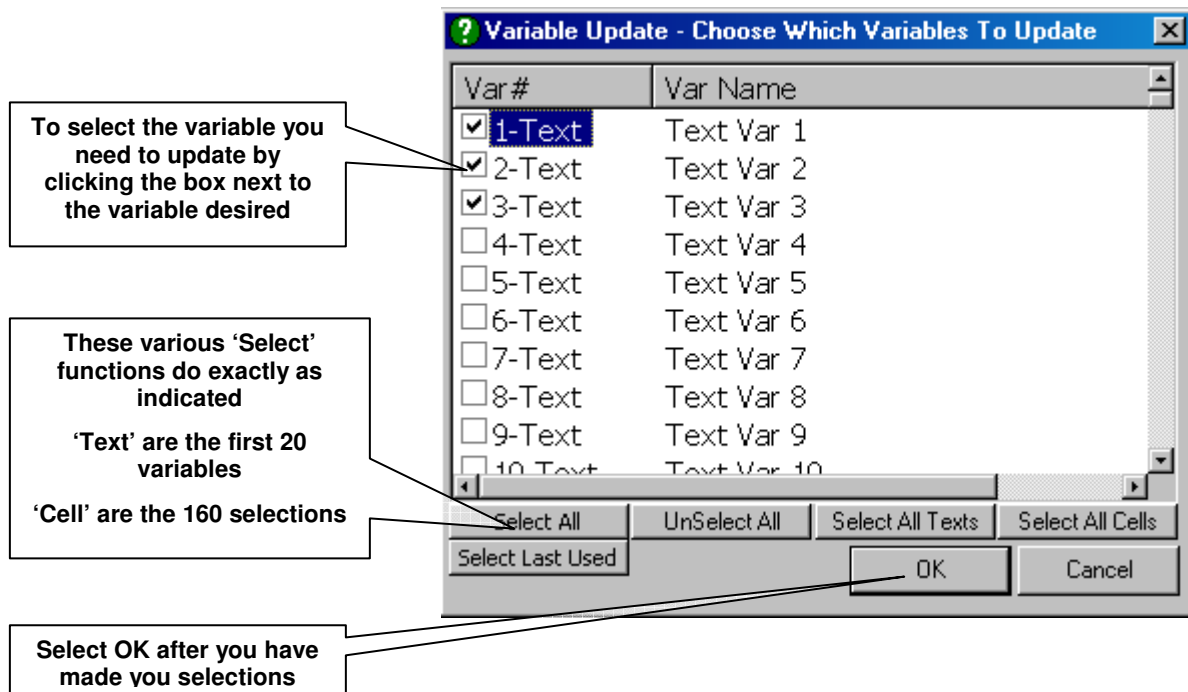 Variable Update - Choose Which Variables To Update
Var# Var Name
1-Text Text Var 1
2-Text Text Var 2
3-Text Text Var 3
4-Text Text Var 4
5-Text Text Var 5
6-Text Text Var 6
7-Text Text Var 7
8-Text Text Var 8
9-Text Text Var 9
10-Text Text Var 10
Select All UnSelect All Select All Texts Select All Cells
Select Last Used OK Cancel
To select the variable you
need to update by
clicking the box next to
the variable desired
These various ‘Select’
functions do exactly as
indicated
‘Text’ are the first 20
variables
‘Cell’ are the 160 selections
Select OK after you have
made you selections